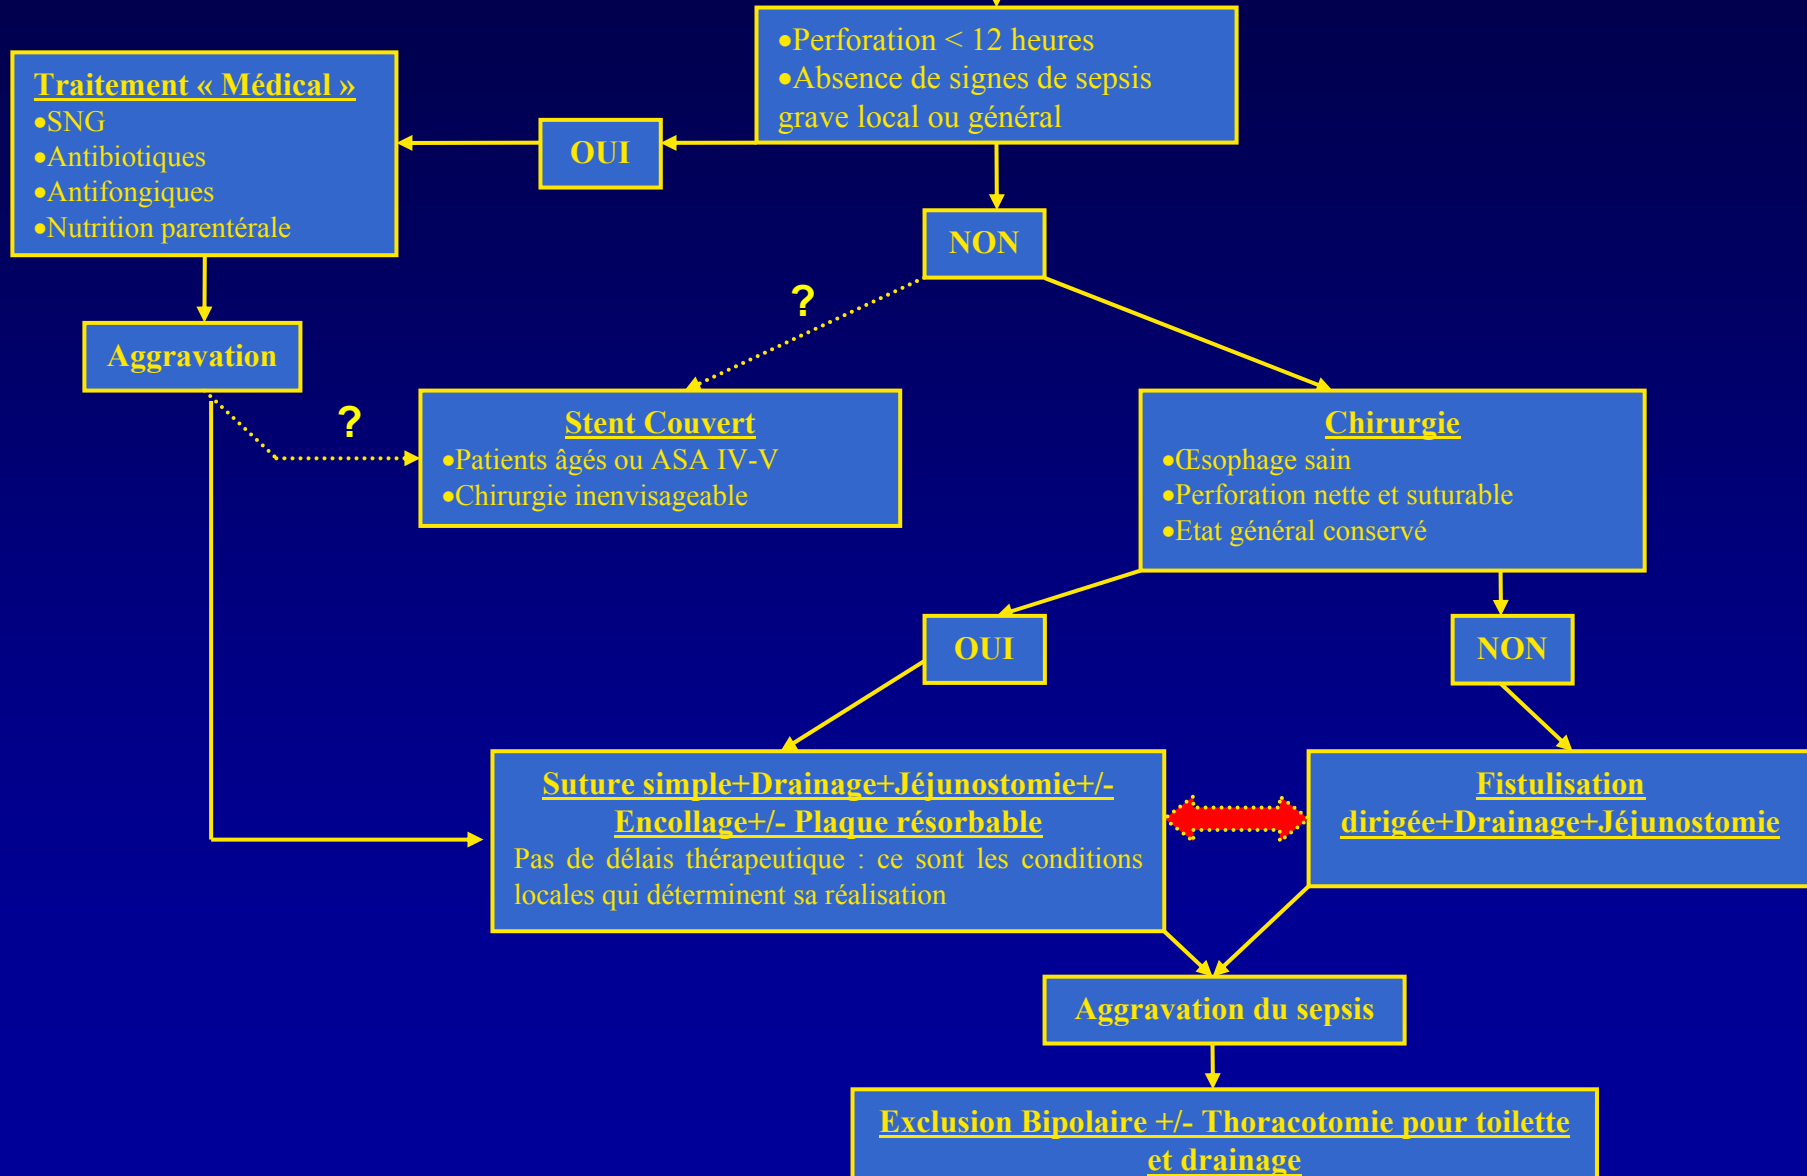 •Perforation < 12 heures
•Absence de signes de sepsis
grave local ou général
Traitement « Médical »
•SNG
•Antibiotiques
•Antifongiques
•Nutrition parentérale
OUI
NON
?
Aggravation
?
Stent Couvert
•Patients âgés ou ASA IV-V
•Chirurgie inenvisageable
Chirurgie
•Œsophage sain
•Perforation nette et suturable
•Etat général conservé
OUI
NON
Suture simple+Drainage+Jéjunostomie+/-
Encollage+/- Plaque résorbable
Pas de délais thérapeutique : ce sont les conditions
locales qui déterminent sa réalisation
Fistulisation
dirigée+Drainage+Jéjunostomie
Aggravation du sepsis
Exclusion Bipolaire +/- Thoracotomie pour toilette
et drainage